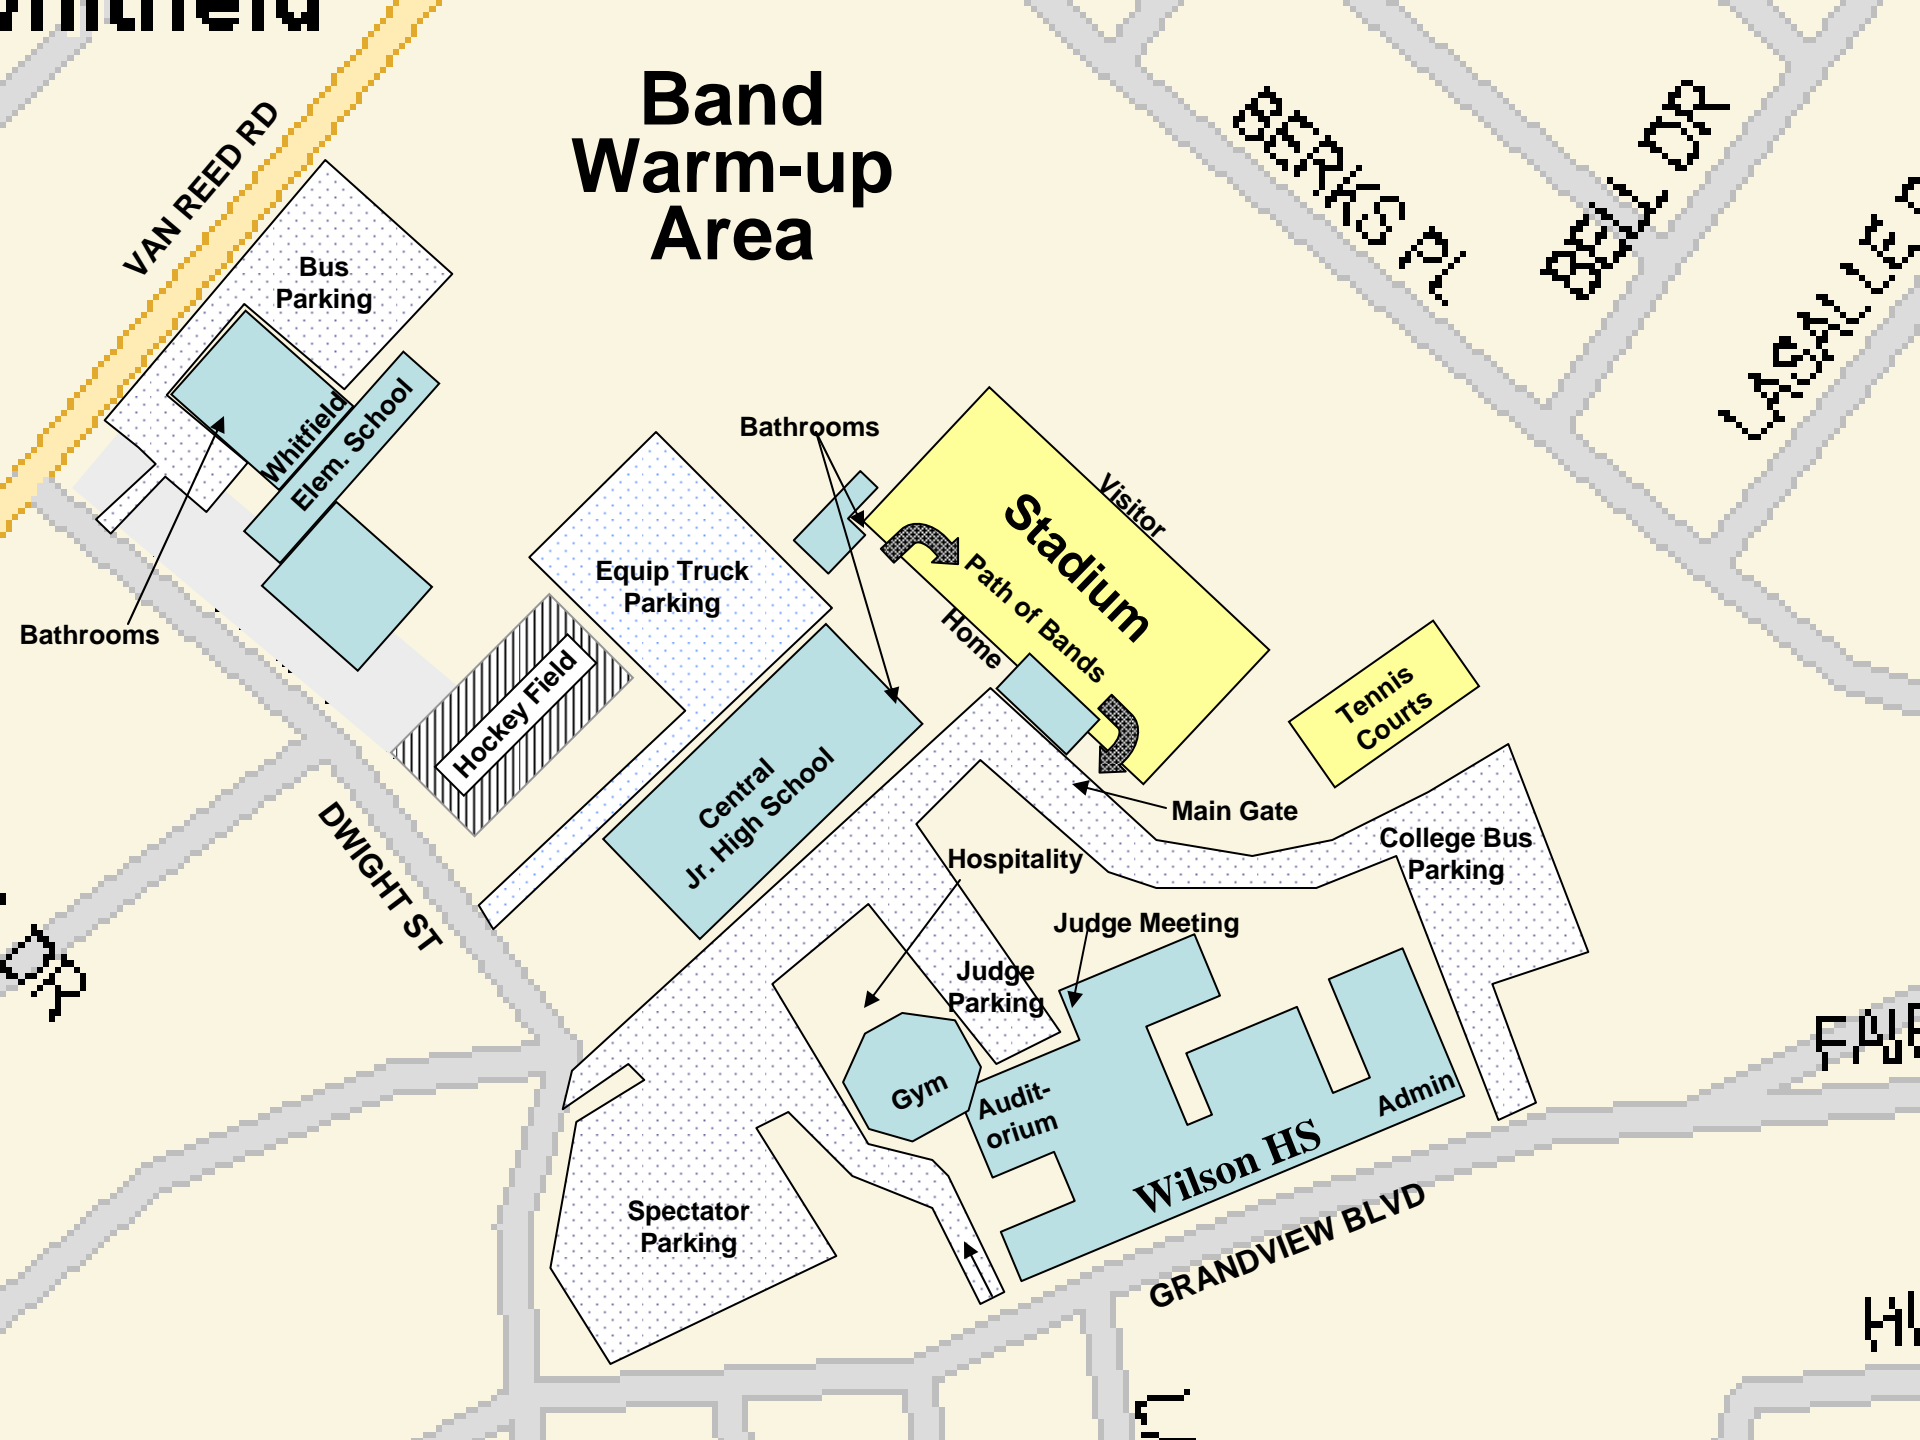 Whitfield
Band
Warm-up
Area
VAN REED RD
BERKS PL
BELL DR
LASALLE D
Bus
Parking
Whitfield
Elem. School
Bathrooms
Bathrooms
Visitor
Stadium
Path of Bands
Home
Equip Truck
Parking
Hockey Field
Tennis
Courts
Central
Jr. High School
Main Gate
College Bus
Parking
Hospitality
Judge Meeting
Judge
Parking
DWIGHT ST
DR
Gym
Audit-
orium
Admin
Wilson HS
Spectator
Parking
GRANDVIEW BLVD